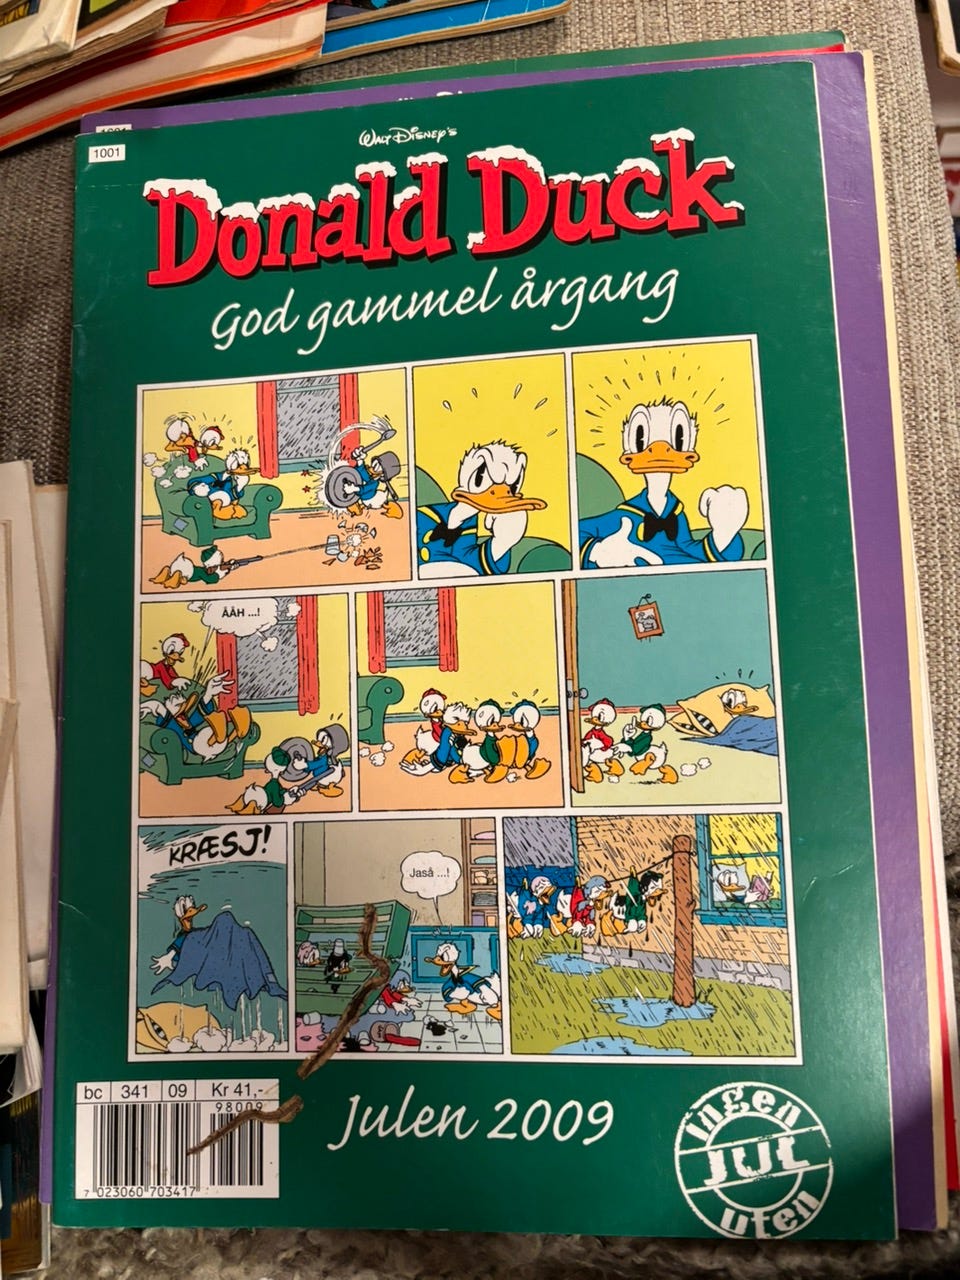 1001
WALT DISNEY'S
Donald Duck
God gammel årgang
ÅÅH ...!
KRÆSJ!
Jaså ...!
bc 341 09 Kr 41,-
98009
7 023060 703417
Julen 2009
ingen
JUL
uten